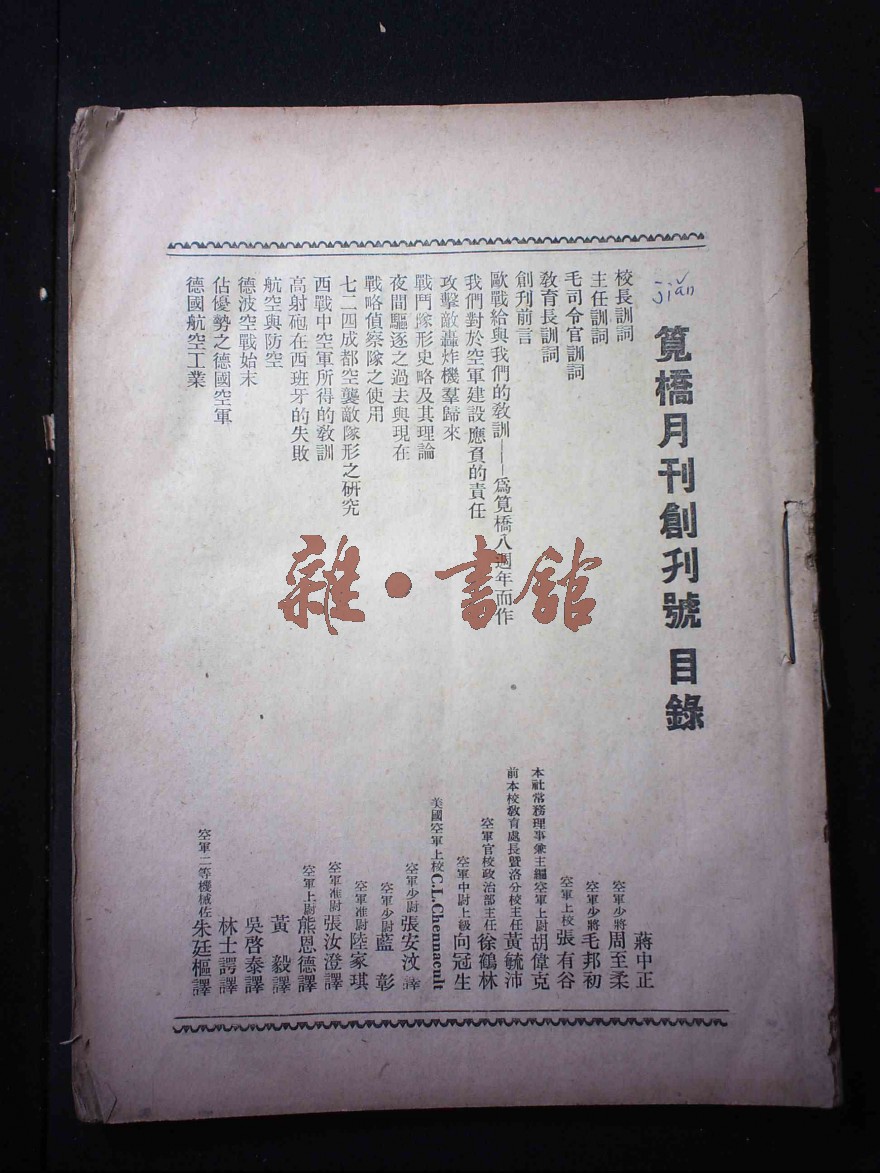 jiǎn
筧橋月刊創刊號 目錄
校長訓詞 蔣中正
主任訓詞 空軍少將周至柔
毛司令官訓詞 空軍少將毛邦初
教育長訓詞 空軍上校張有谷
創刊前言 本社常務理事兼主編空軍上尉胡偉克
歐戰給與我們的教訓——爲筧橋八週年而作 前本校教育處長暨洛分校主任黃毓沛
我們對於空軍建設應負的責任 空軍官校政治部主任徐鶴林
攻擊敵轟炸機羣歸來 空軍中尉上級向冠生
戰鬥隊形史略及其理論 美國空軍上校C.L.Chennacult
夜間驅逐之過去與現在 空軍少尉張安汶譯
戰略偵察隊之使用 空軍少尉藍彰
七二四成都空襲敵隊形之研究 空軍准尉陸家琪
西戰中空軍所得的教訓 空軍准尉張汝澄譯
高射砲在西班牙的失敗 空軍上尉熊恩德譯
航空與防空 黃毅譯
德波空戰始末 吳啓泰譯
估優勢之德國空軍 林士諤譯
德國航空工業 空軍二等機械佐朱廷樞譯
雜·書館